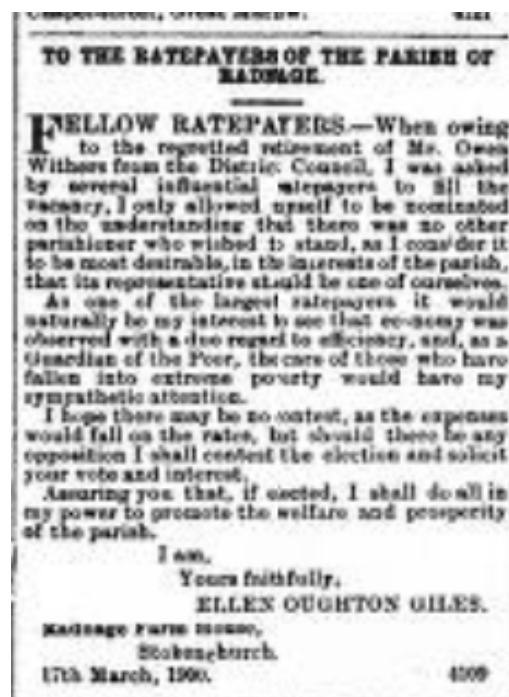 TO THE RATEPAYERS OF THE PARISH OF
RADNAGE.
FELLOW RATEPAYERS.—When owing
to the regretted retirement of Mr. Owen
Withers from the District Council, I was asked
by several influential ratepayers to fill the
vacancy, I only allowed myself to be nominated
on the understanding that there was no other
parishioner who wished to stand, as I consider it
to be most desirable, in the interests of the parish,
that its representative should be one of ourselves.
As one of the largest ratepayers it would
naturally be my interest to see that economy was
observed with a due regard to efficiency, and, as a
Guardian of the Poor, the care of those who have
fallen into extreme poverty would have my
sympathetic attention.
I hope there may be no contest, as the expenses
would fall on the rates, but should there be any
opposition I shall contest the election and solicit
your vote and interest.
Assuring you that, if elected, I shall do all in
my power to promote the welfare and prosperity
of the parish.
I am,
Yours faithfully,
ELLEN OUGHTON GILES.
Radnage Farm House,
Stokenchurch.
17th March, 1900.